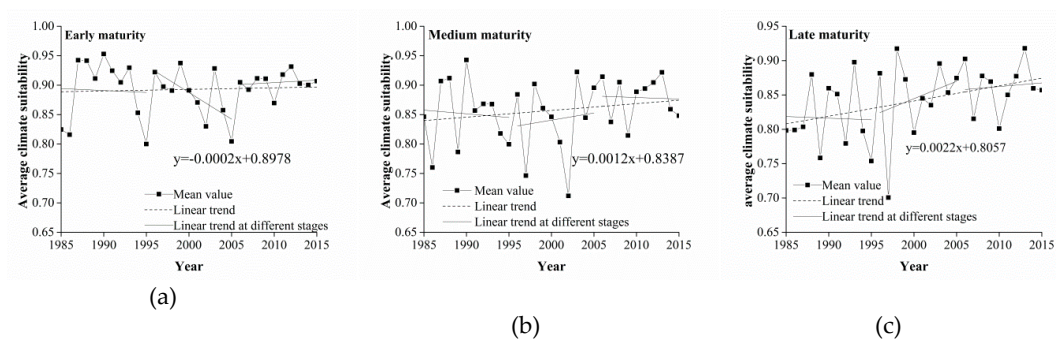 (a)
Early maturity
Average climate suitability
1.00
0.95
0.90
0.85
0.80
0.75
0.70
0.65
y=-0.0002x+0.8978
Mean value
Linear trend
Linear trend at different stages
1985 1990 1995 2000 2005 2010 2015
Year
(a)
(b)
Medium maturity
Average climate suitability
1.00
0.95
0.90
0.85
0.80
0.75
0.70
0.65
y=0.0012x+0.8387
Mean value
Linear trend
Linear trend at different stages
1985 1990 1995 2000 2005 2010 2015
Year
(b)
(c)
Late maturity
average climate suitability
0.95
0.90
0.85
0.80
0.75
0.70
0.65
y=0.0022x+0.8057
Mean value
Linear trend
Linear trend at different stages
1985 1990 1995 2000 2005 2010 2015
Year
(c)